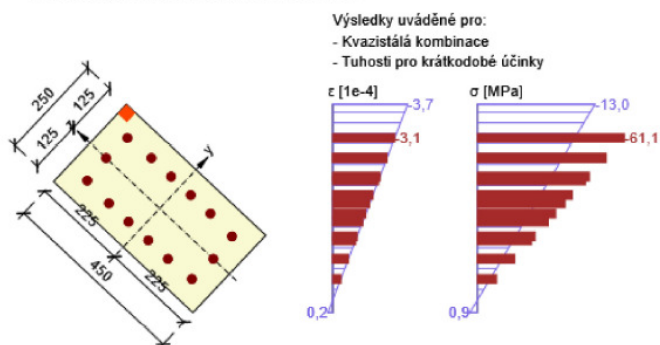 Výsledky uváděné pro:
- Kvazistálá kombinace
- Tuhosti pro krátkodobé účinky
ε [1e-4]
σ [MPa]
-3,7
-13,0
-3,1
-61,1
0,2
0,9
250
125
125
y
225
225
450